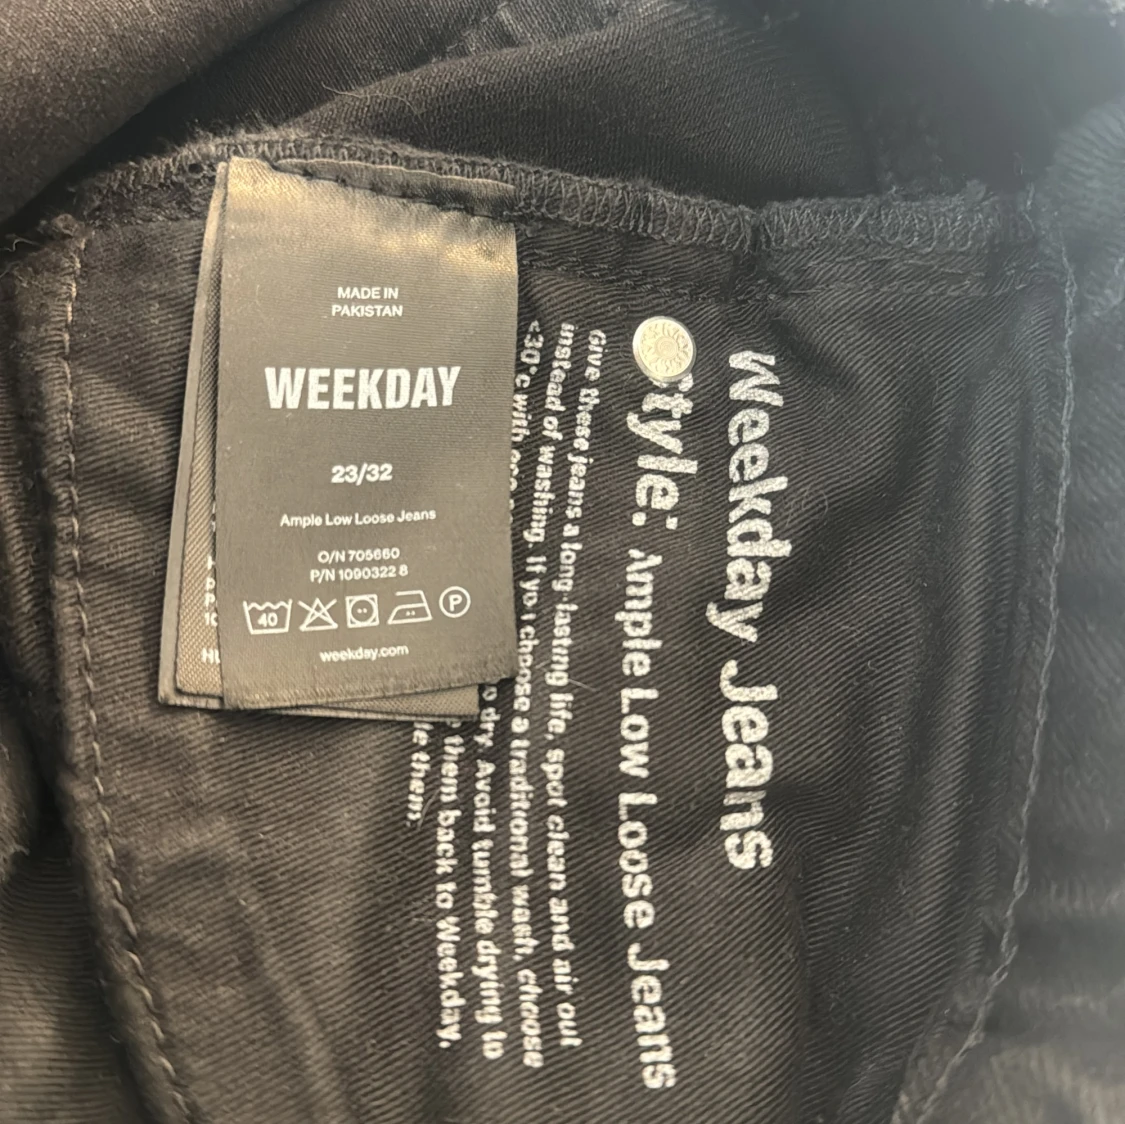 MADE IN
PAKISTAN
WEEKDAY
23/32
Ample Low Loose Jeans
O/N 705660
P/N 1090322 8
40
P
weekday.com
Weekday Jeans
Style: Ample Low Loose Jeans
Give these jeans a long-lasting life, spot clean and air out
instead of washing. If you choose a traditional wash, choose
<30°c with
dry. Avoid tumble drying to
them back to Weekday,
them.